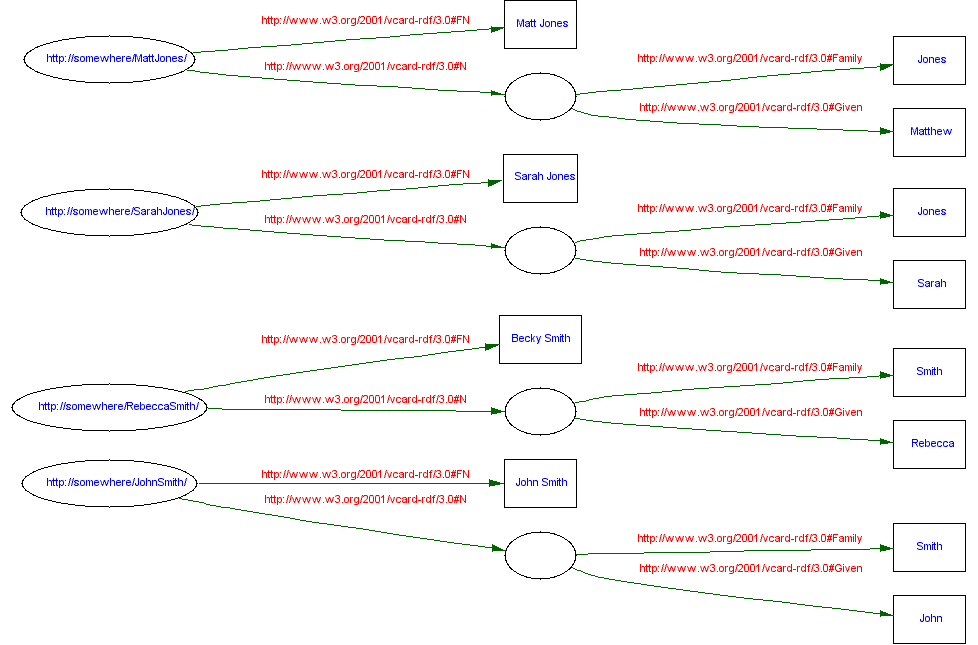 http://www.w3.org/2001/vcard-rdf/3.0#FN
Matt Jones
http://somewhere/MattJones/
http://www.w3.org/2001/vcard-rdf/3.0#N
http://www.w3.org/2001/vcard-rdf/3.0#Family
Jones
http://www.w3.org/2001/vcard-rdf/3.0#Given
Matthew
http://www.w3.org/2001/vcard-rdf/3.0#FN
Sarah Jones
http://somewhere/SarahJones/
http://www.w3.org/2001/vcard-rdf/3.0#N
http://www.w3.org/2001/vcard-rdf/3.0#Family
Jones
http://www.w3.org/2001/vcard-rdf/3.0#Given
Sarah
http://www.w3.org/2001/vcard-rdf/3.0#FN
Becky Smith
http://somewhere/RebeccaSmith/
http://www.w3.org/2001/vcard-rdf/3.0#N
http://www.w3.org/2001/vcard-rdf/3.0#Family
Smith
http://www.w3.org/2001/vcard-rdf/3.0#Given
Rebecca
http://www.w3.org/2001/vcard-rdf/3.0#FN
John Smith
http://somewhere/JohnSmith/
http://www.w3.org/2001/vcard-rdf/3.0#N
http://www.w3.org/2001/vcard-rdf/3.0#Family
Smith
http://www.w3.org/2001/vcard-rdf/3.0#Given
John